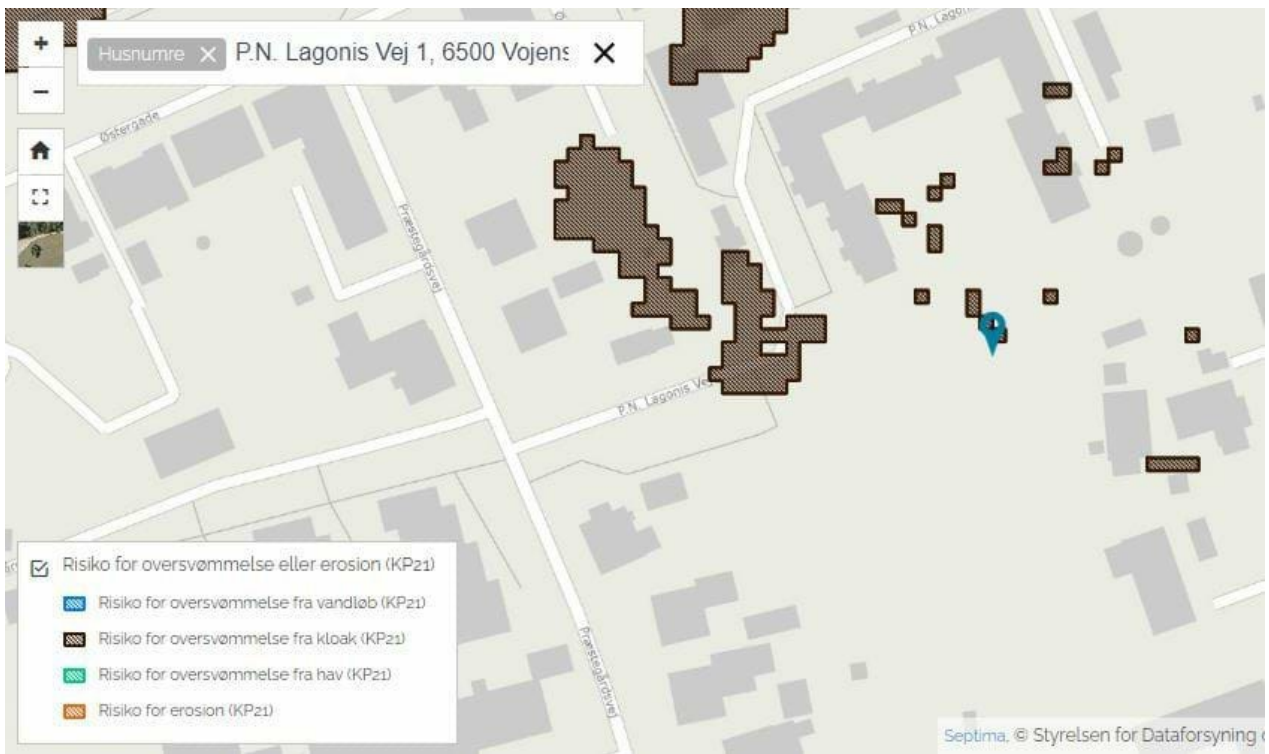 +
Husnumre × P.N. Lagonis Vej 1, 6500 Vojens ×
−
P.N. Lago
Østergade
Præstegårdsvej
P.N. Lagonis Vej
Risiko for oversvømmelse eller erosion (KP21)
Risiko for oversvømmelse fra vandløb (KP21)
Risiko for oversvømmelse fra kloak (KP21)
Risiko for oversvømmelse fra hav (KP21)
Risiko for erosion (KP21)
Præstegårdsvej
Septima, © Styrelsen for Dataforsyning